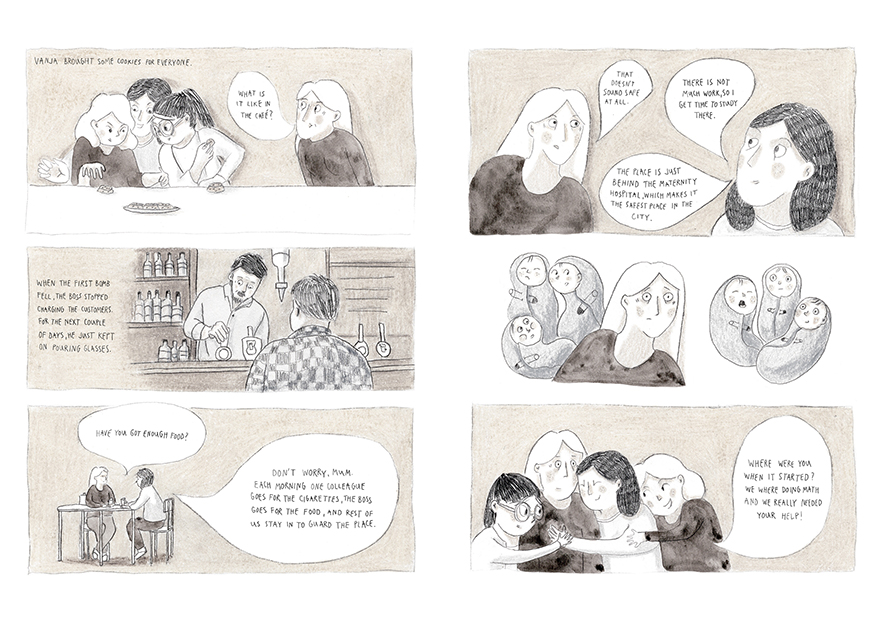 VANJA BROUGHT SOME COOKIES FOR EVERYONE.
WHAT IS
IT LIKE IN
THE CAFÉ?
WHEN THE FIRST BOMB
FELL, THE BOSS STOPPED
CHARGING THE CUSTOMERS.
FOR THE NEXT COUPLE
OF DAYS, HE JUST KEPT
ON POURING GLASSES.
HAVE YOU GOT ENOUGH FOOD?
DON'T WORRY, MUM.
EACH MORNING ONE COLLEAGUE
GOES FOR THE CIGARETTES, THE BOSS
GOES FOR THE FOOD, AND REST OF
US STAY IN TO GUARD THE PLACE.
THAT
DOESN'T
SOUND SAFE
AT ALL.
THERE IS NOT
MUCH WORK, SO I
GET TIME TO STUDY
THERE.
THE PLACE IS JUST
BEHIND THE MATERNITY
HOSPITAL, WHICH MAKES IT
THE SAFEST PLACE IN THE
CITY.
WHERE WERE YOU
WHEN IT STARTED?
WE WHERE DOING MATH
AND WE REALLY NEEDED
YOUR HELP!